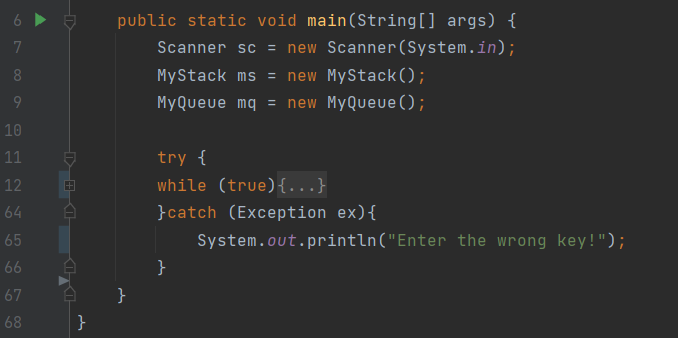 6 public static void main(String[] args) {
7 Scanner sc = new Scanner(System.in);
8 MyStack ms = new MyStack();
9 MyQueue mq = new MyQueue();
10
11 try {
12 while (true){...}
64 }catch (Exception ex){
65 System.out.println("Enter the wrong key!");
66 }
67 }
68 }